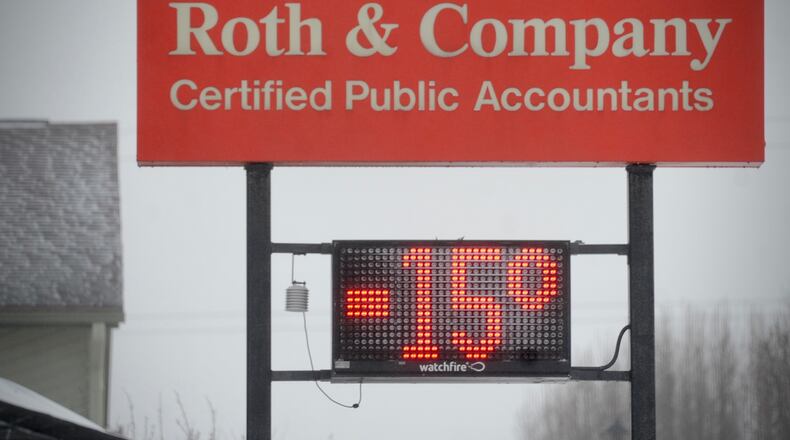 Roth & Company
Certified Public Accountants
-15°
watchfire